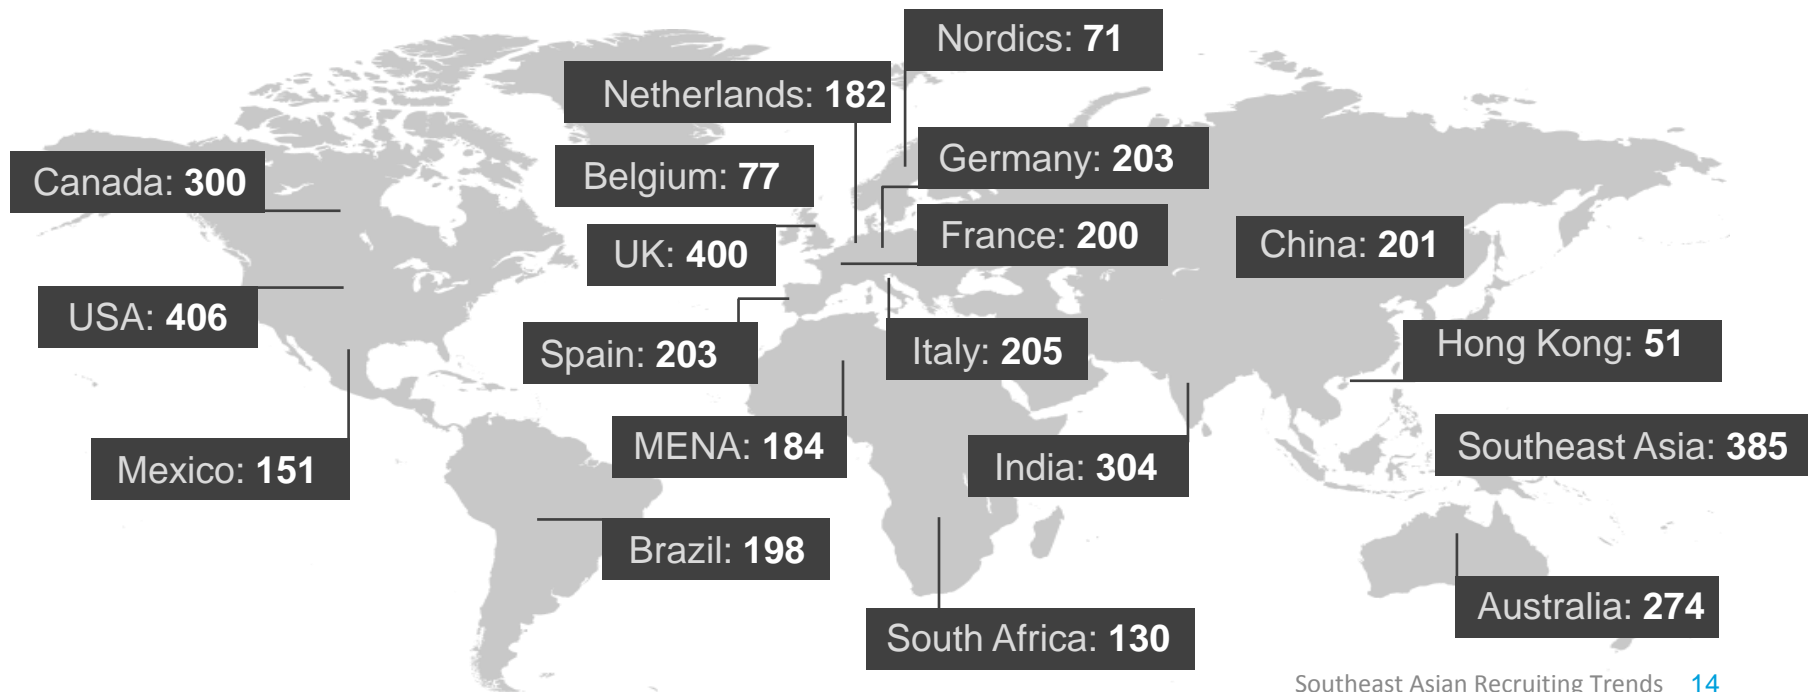 Nordics: 71
Netherlands: 182
Germany: 203
Belgium: 77
Canada: 300
France: 200
UK: 400
China: 201
USA: 406
Spain: 203
Italy: 205
Hong Kong: 51
MENA: 184
India: 304
Southeast Asia: 385
Mexico: 151
Brazil: 198
Australia: 274
South Africa: 130
Southeast Asian Recruiting Trends 14